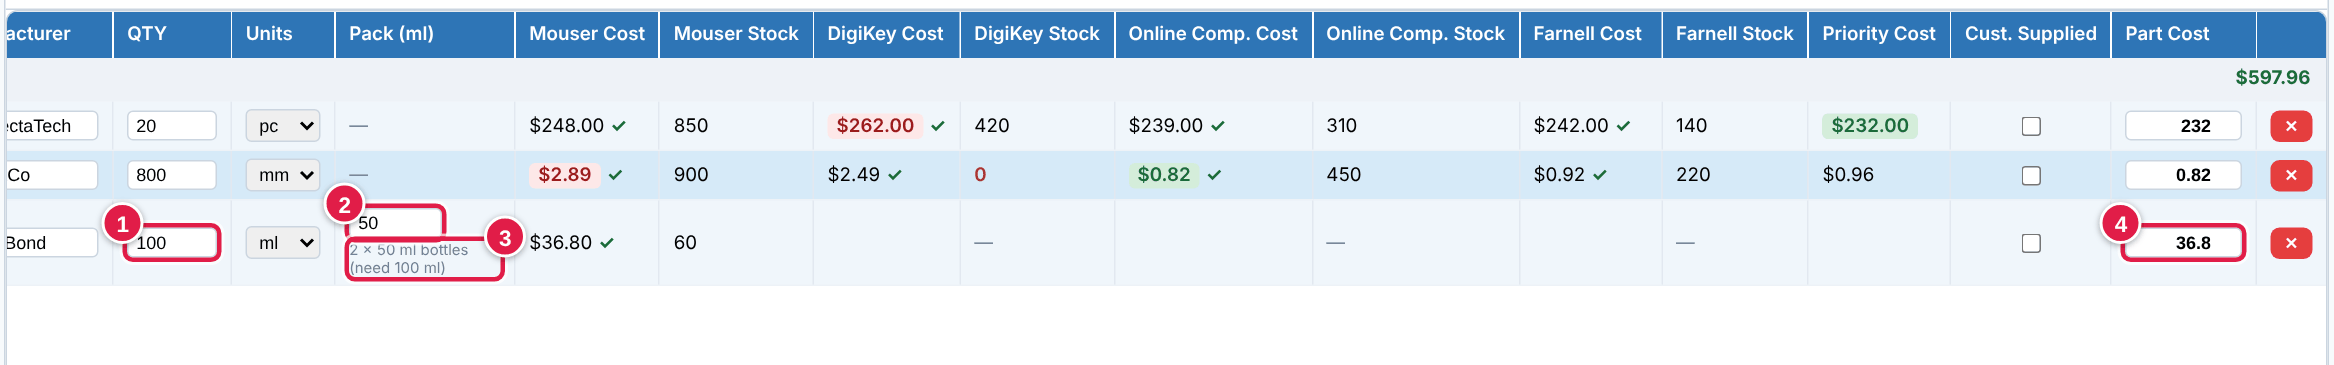 acturer QTY Units Pack (ml) Mouser Cost Mouser Stock DigiKey Cost DigiKey Stock Online Comp. Cost Online Comp. Stock Farnell Cost Farnell Stock Priority Cost Cust. Supplied Part Cost
$597.96
ectaTech 20 pc — $248.00 ✓ 850 $262.00 ✓ 420 $239.00 ✓ 310 $242.00 ✓ 140 $232.00 232 ×
Co 800 mm — $2.89 ✓ 900 $2.49 ✓ 0 $0.82 ✓ 450 $0.92 ✓ 220 $0.96 0.82 ×
2
50
1 3 4
Bond 100 ml $36.80 ✓ 60 — — — 36.8 ×
2 × 50 ml bottles
(need 100 ml)